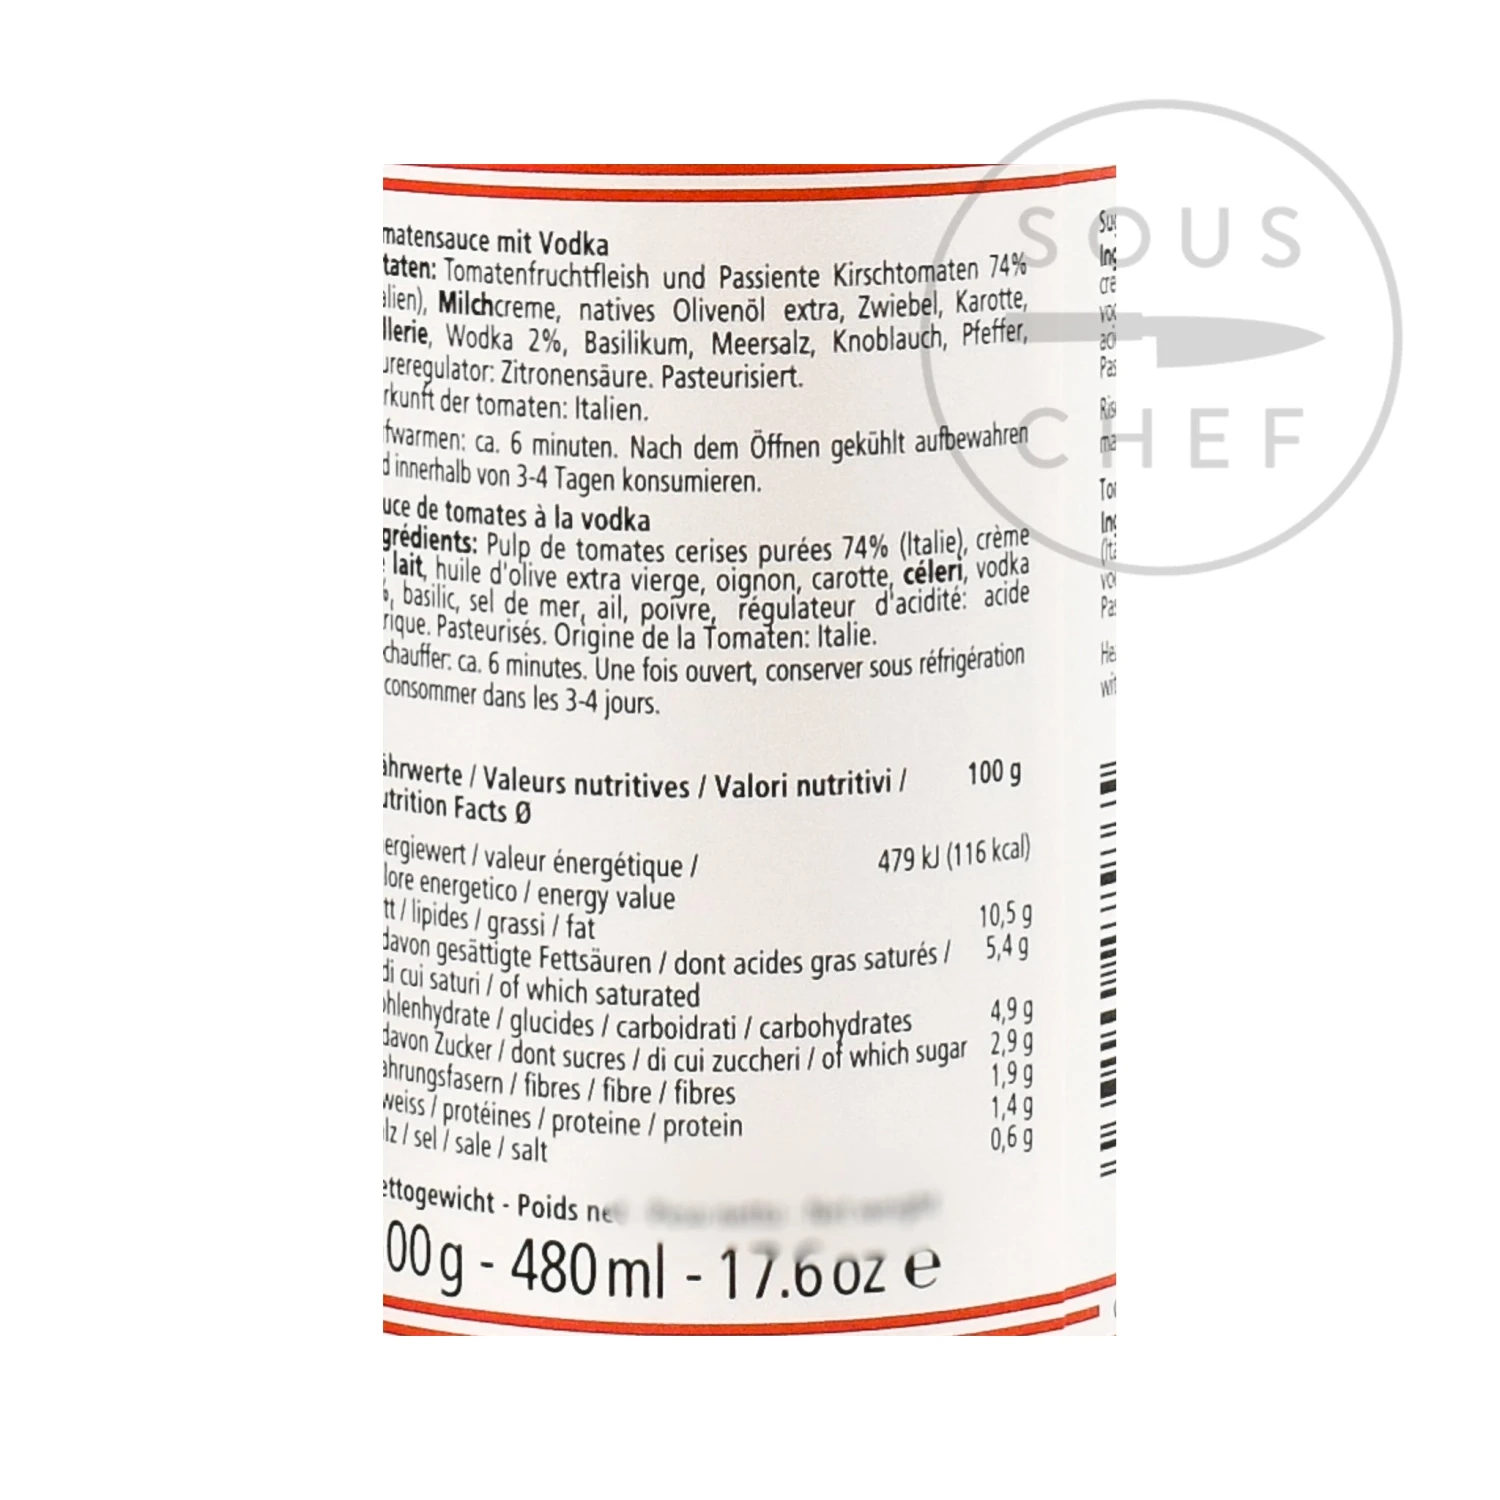 SOUS
CHEF
matensauce mit Vodka
taten: Tomatenfruchtfleish und Passiente Kirschtomaten 74%
lien), Milchcreme, natives Olivenöl extra, Zwiebel, Karotte,
llerie, Wodka 2%, Basilikum, Meersalz, Knoblauch, Pfeffer,
ureregulator: Zitronensäure. Pasteurisiert.
rkunft der tomaten: Italien.
fwarmen: ca. 6 minuten. Nach dem Öffnen gekühlt aufbewahren
d innerhalb von 3-4 Tagen konsumieren.
uce de tomates à la vodka
grédients: Pulp de tomates cerises purées 74% (Italie), crème
lait, huile d'olive extra vierge, oignon, carotte, céleri, vodka
%, basilic, sel de mer, ail, poivre, régulateur d'acidité: acide
rique. Pasteurisés. Origine de la Tomaten: Italie.
chauffer: ca. 6 minutes. Une fois ouvert, conserver sous réfrigération
consommer dans les 3-4 jours.
ährwerte / Valeurs nutritives / Valori nutritivi / 100 g
utrition Facts Ø
ergiewert / valeur énergétique / 479 kJ (116 kcal)
lore energetico / energy value
tt / lipides / grassi / fat 10,5 g
davon gesättigte Fettsäuren / dont acides gras saturés / 5,4 g
di cui saturi / of which saturated
ohlenhydrate / glucides / carboidrati / carbohydrates 4,9 g
davon Zucker / dont sucres / di cui zuccheri / of which sugar 2,9 g
ahrungsfasern / fibres / fibre / fibres 1,9 g
weiss / protéines / proteine / protein 1,4 g
lz / sel / sale / salt 0,6 g
ettogewicht - Poids ne
00 g - 480 ml - 17.6 oz e